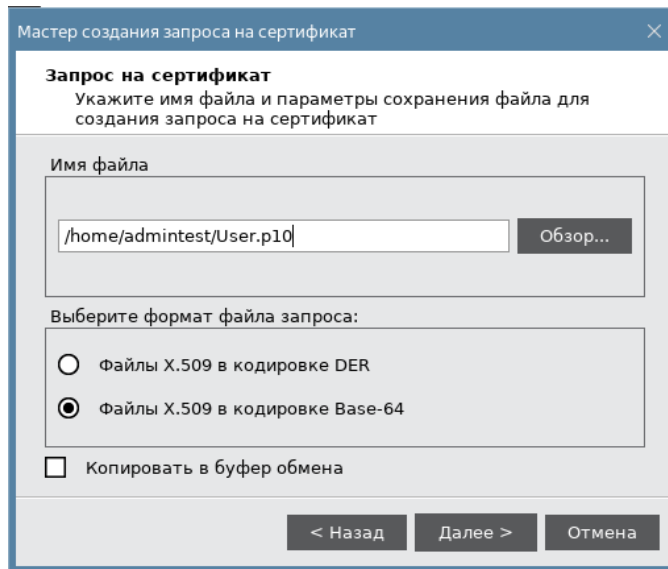 Мастер создания запроса на сертификат
Запрос на сертификат
Укажите имя файла и параметры сохранения файла для
создания запроса на сертификат
Имя файла
/home/admintest/User.p10
Обзор...
Выберите формат файла запроса:
Файлы X.509 в кодировке DER
Файлы X.509 в кодировке Base-64
Копировать в буфер обмена
< Назад
Далее >
Отмена